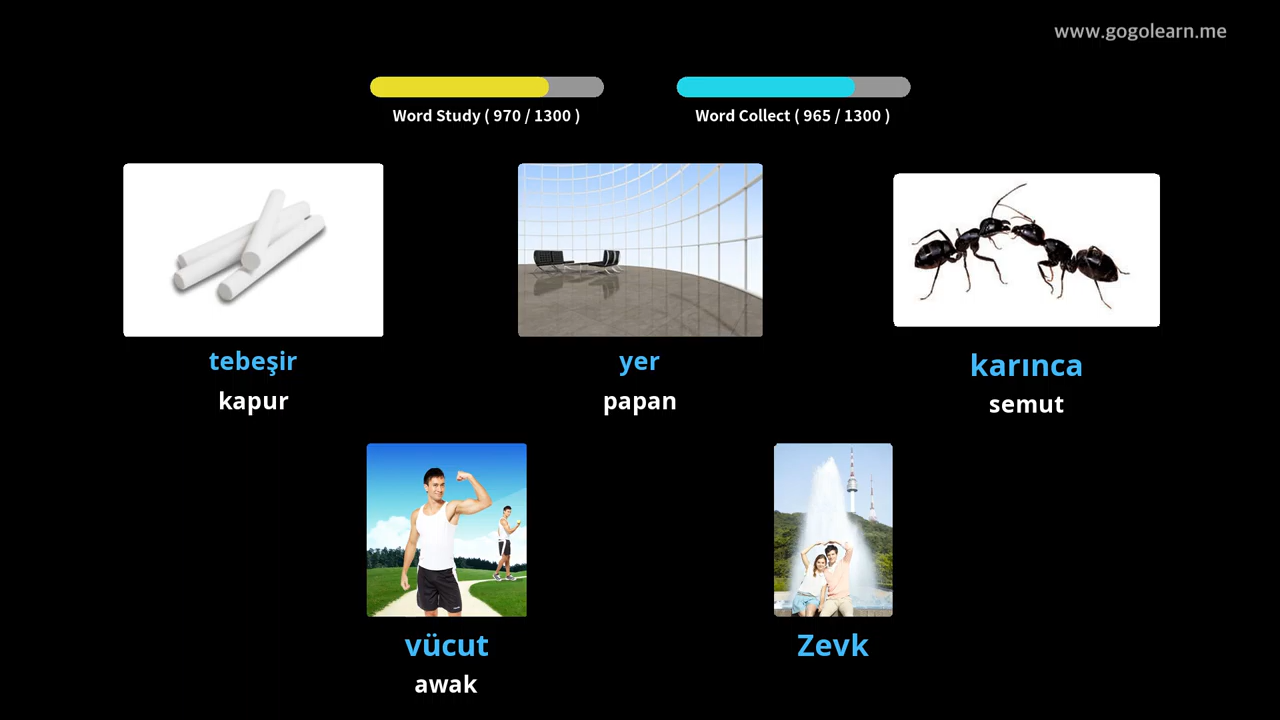 www.gogolearn.me
Word Study ( 970 / 1300 )
Word Collect ( 965 / 1300 )
tebeşir
kapur
yer
papan
karınca
semut
vücut
awak
Zevk